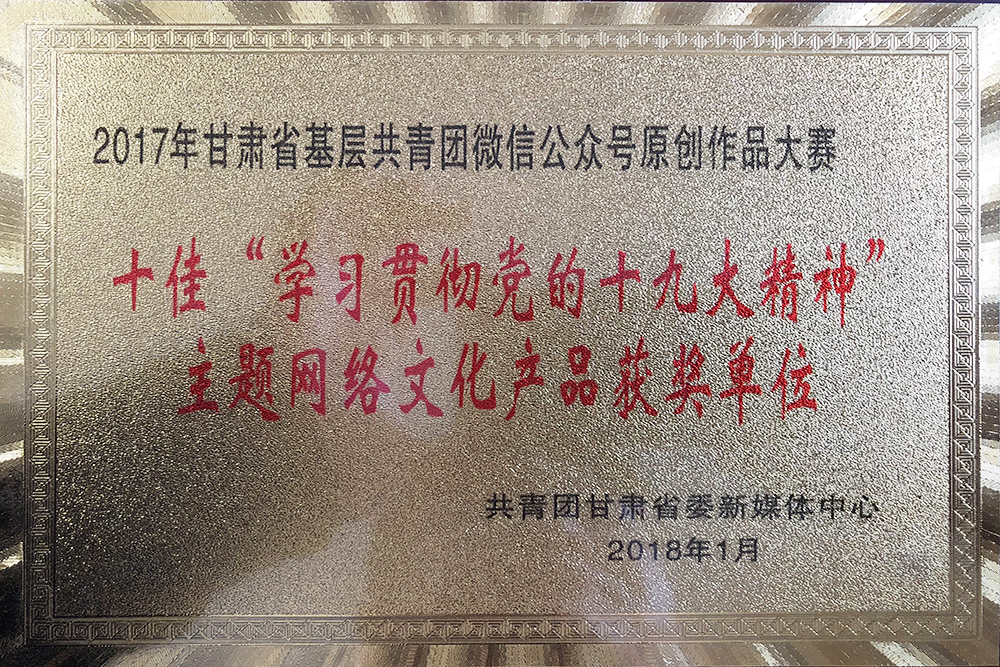 2017年甘肃省基层共青团微信公众号原创作品大赛
十佳“学习贯彻党的十九大精神”
主题网络文化产品获奖单位
共青团甘肃省委新媒体中心
2018年1月